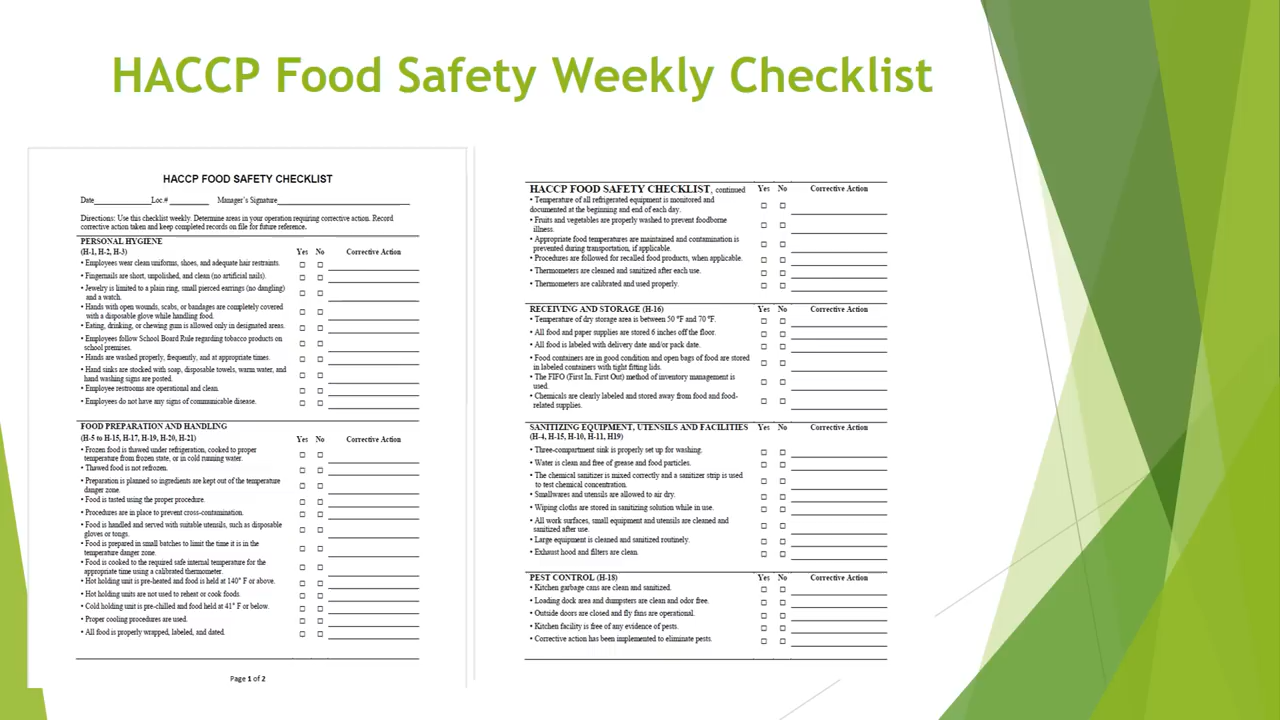 HACCP Food Safety Weekly Checklist
HACCP FOOD SAFETY CHECKLIST
Date Loc.# Manager's Signature
Directions: Use this checklist weekly. Determine areas in your operation requiring corrective action. Record
corrective action taken and keep completed records on file for future reference.
PERSONAL HYGIENE
(H-1, H-2, H-3) Yes No Corrective Action
• Employees wear clean uniforms, shoes, and adequate hair restraints.
• Fingernails are short, unpolished, and clean (no artificial nails).
• Jewelry is limited to a plain ring, small pierced earrings (no dangling)
and a watch.
• Hands with open wounds, scabs, or bandages are completely covered
with a disposable glove while handling food.
• Eating, drinking, or chewing gum is allowed only in designated areas.
• Employees follow School Board Rule regarding tobacco products on
school premises.
• Hands are washed properly, frequently, and at appropriate times.
• Hand sinks are stocked with soap, disposable towels, warm water, and
hand washing signs are posted.
• Employee restrooms are operational and clean.
• Employees do not have any signs of communicable disease.
FOOD PREPARATION AND HANDLING
(H-5 to H-15, H-17, H-19, H-20, H-21) Yes No Corrective Action
• Frozen food is thawed under refrigeration, cooked to proper
temperature from frozen state, or in cold running water.
• Thawed food is not refrozen.
• Preparation is planned so ingredients are kept out of the temperature
danger zone.
• Food is tasted using the proper procedure.
• Procedures are in place to prevent cross-contamination.
• Food is handled and served with suitable utensils, such as disposable
gloves or tongs.
• Food is prepared in small batches to limit the time it is in the
temperature danger zone.
• Food is cooked to the required safe internal temperature for the
appropriate time using a calibrated thermometer.
• Hot holding unit is pre-heated and food is held at 140° F or above.
• Hot holding units are not used to reheat or cook foods.
• Cold holding unit is pre-chilled and food held at 41° F or below.
• Proper cooling procedures are used.
• All food is properly wrapped, labeled, and dated.
Page 1 of 2
HACCP FOOD SAFETY CHECKLIST, continued Yes No Corrective Action
• Temperature of all refrigerated equipment is monitored and
documented at the beginning and end of each day.
• Fruits and vegetables are properly washed to prevent foodborne
illness.
• Appropriate food temperatures are maintained and contamination is
prevented during transportation, if applicable.
• Procedures are followed for recalled food products, when applicable.
• Thermometers are cleaned and sanitized after each use.
• Thermometers are calibrated and used properly.
RECEIVING AND STORAGE (H-16) Yes No Corrective Action
• Temperature of dry storage area is between 50 °F and 70 °F.
• All food and paper supplies are stored 6 inches off the floor.
• All food is labeled with delivery date and/or pack date.
• Food containers are in good condition and open bags of food are stored
in labeled containers with tight fitting lids.
• The FIFO (First In, First Out) method of inventory management is
used.
• Chemicals are clearly labeled and stored away from food and food-
related supplies.
SANITIZING EQUIPMENT, UTENSILS AND FACILITIES Yes No Corrective Action
(H-4, H-15, H-10, H-11, H19)
• Three-compartment sink is properly set up for washing.
• Water is clean and free of grease and food particles.
• The chemical sanitizer is mixed correctly and a sanitizer strip is used
to test chemical concentration.
• Smallwares and utensils are allowed to air dry.
• Wiping cloths are stored in sanitizing solution while in use.
• All work surfaces, small equipment and utensils are cleaned and
sanitized after use.
• Large equipment is cleaned and sanitized routinely.
• Exhaust hood and filters are clean.
PEST CONTROL (H-18) Yes No Corrective Action
• Kitchen garbage cans are clean and sanitized.
• Loading dock area and dumpsters are clean and odor free.
• Outside doors are closed and fly fans are operational.
• Kitchen facility is free of any evidence of pests.
• Corrective action has been implemented to eliminate pests.